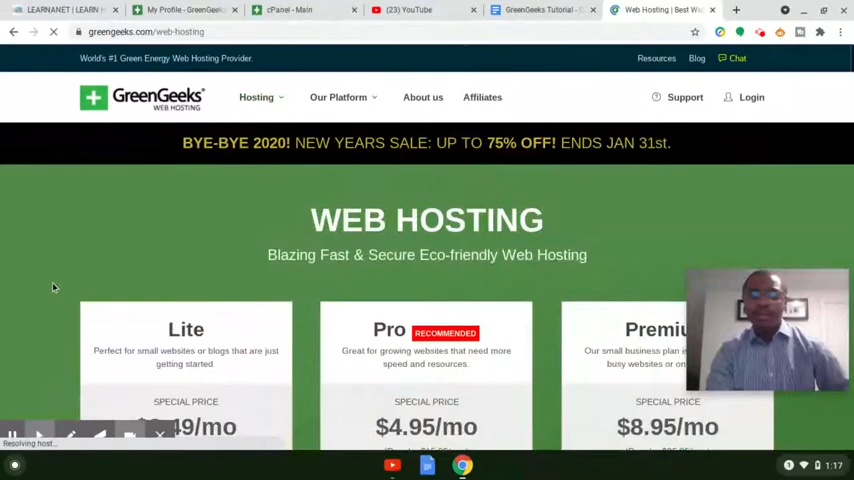 LEARNANET | LEARN H
My Profile - GreenGeeks
cPanel - Main
(23) YouTube
GreenGeeks Tutorial - G
Web Hosting | Best We
greengeeks.com/web-hosting
World's #1 Green Energy Web Hosting Provider.
Resources
Blog
Chat
GreenGeeks
WEB HOSTING
Hosting
Our Platform
About us
Affiliates
Support
Login
BYE-BYE 2020! NEW YEARS SALE: UP TO 75% OFF! ENDS JAN 31st.
WEB HOSTING
Blazing Fast & Secure Eco-friendly Web Hosting
Lite
Perfect for small websites or blogs that are just
getting started
SPECIAL PRICE
49/mo
Pro RECOMMENDED
Great for growing websites that need more
speed and resources.
SPECIAL PRICE
$4.95/mo
Premiu
Our small business plan is
busy websites or on
SPECIAL PRICE
$8.95/mo
Resolving host...
1
1:17